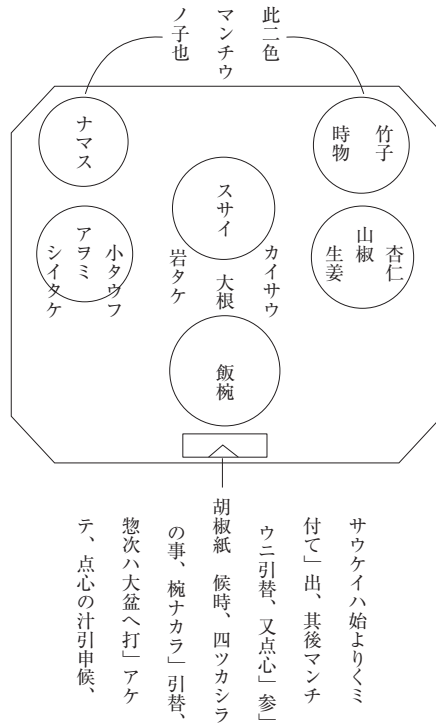 此二色
マンチウ
ノ子也
竹子
時物
ナマス
杏仁
山椒
生姜
スサイ
カイサウ
大根
岩タケ
小タウフ
アヲミ
シイタケ
飯椀
胡椒紙
サウケイハ始よりくミ
付て」出、其後マンチ
ウニ引替、又点心」参」
候時、四ツカシラ
の事、椀ナカラ」引替、
惣次ハ大盆へ打」アケ
テ、点心の汁引申候、